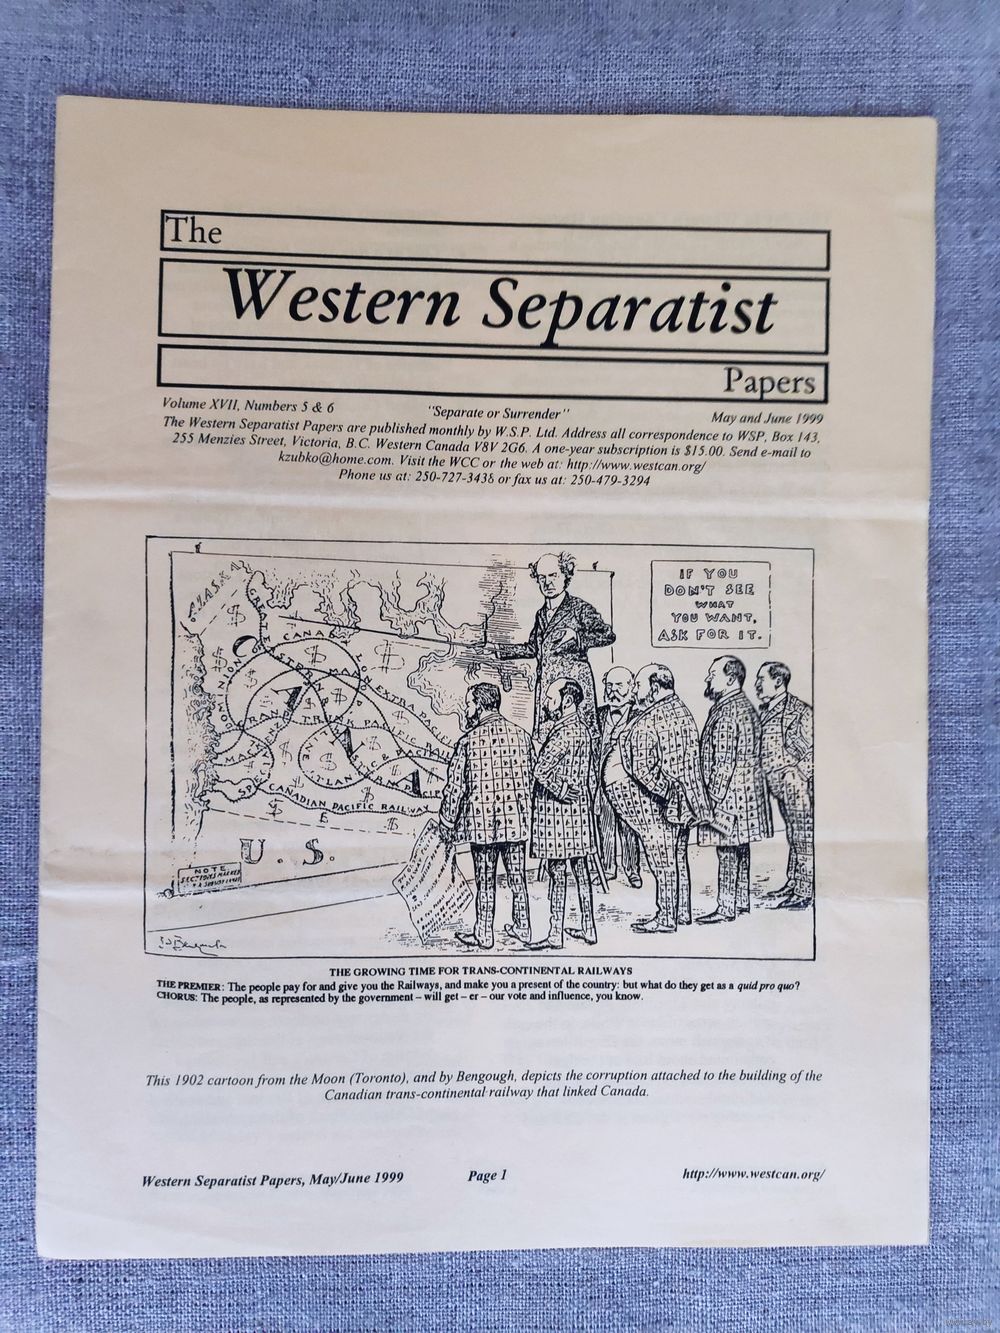 The
Western Separatist
Papers
Volume XVII, Numbers 5 & 6 "Separate or Surrender" May and June 1999
The Western Separatist Papers are published monthly by W.S.P. Ltd. Address all correspondence to WSP, Box 143,
255 Menzies Street, Victoria, B.C. Western Canada V8V 2G6. A one-year subscription is $15.00. Send e-mail to
kzubko@home.com. Visit the WCC or the web at: http://www.westcan.org/
Phone us at: 250-727-3438 or fax us at: 250-479-3294
IF YOU
DON'T SEE
WHAT
YOU WANT,
ASK FOR IT.
ALASKA
DOMINION OF CANADA
GREAT
GRAND TRUNK PACIFIC
CANADIAN PACIFIC RAILWAY
U.S.
NOTE
THE GROWING TIME FOR TRANS-CONTINENTAL RAILWAYS
THE PREMIER: The people pay for and give you the Railways, and make you a present of the country: but what do they get as a quid pro quo?
CHORUS: The people, as represented by the government – will get – er – our vote and influence, you know.
This 1902 cartoon from the Moon (Toronto), and by Bengough, depicts the corruption attached to the building of the
Canadian trans-continental railway that linked Canada.
Western Separatist Papers, May/June 1999 Page 1 http://www.westcan.org/